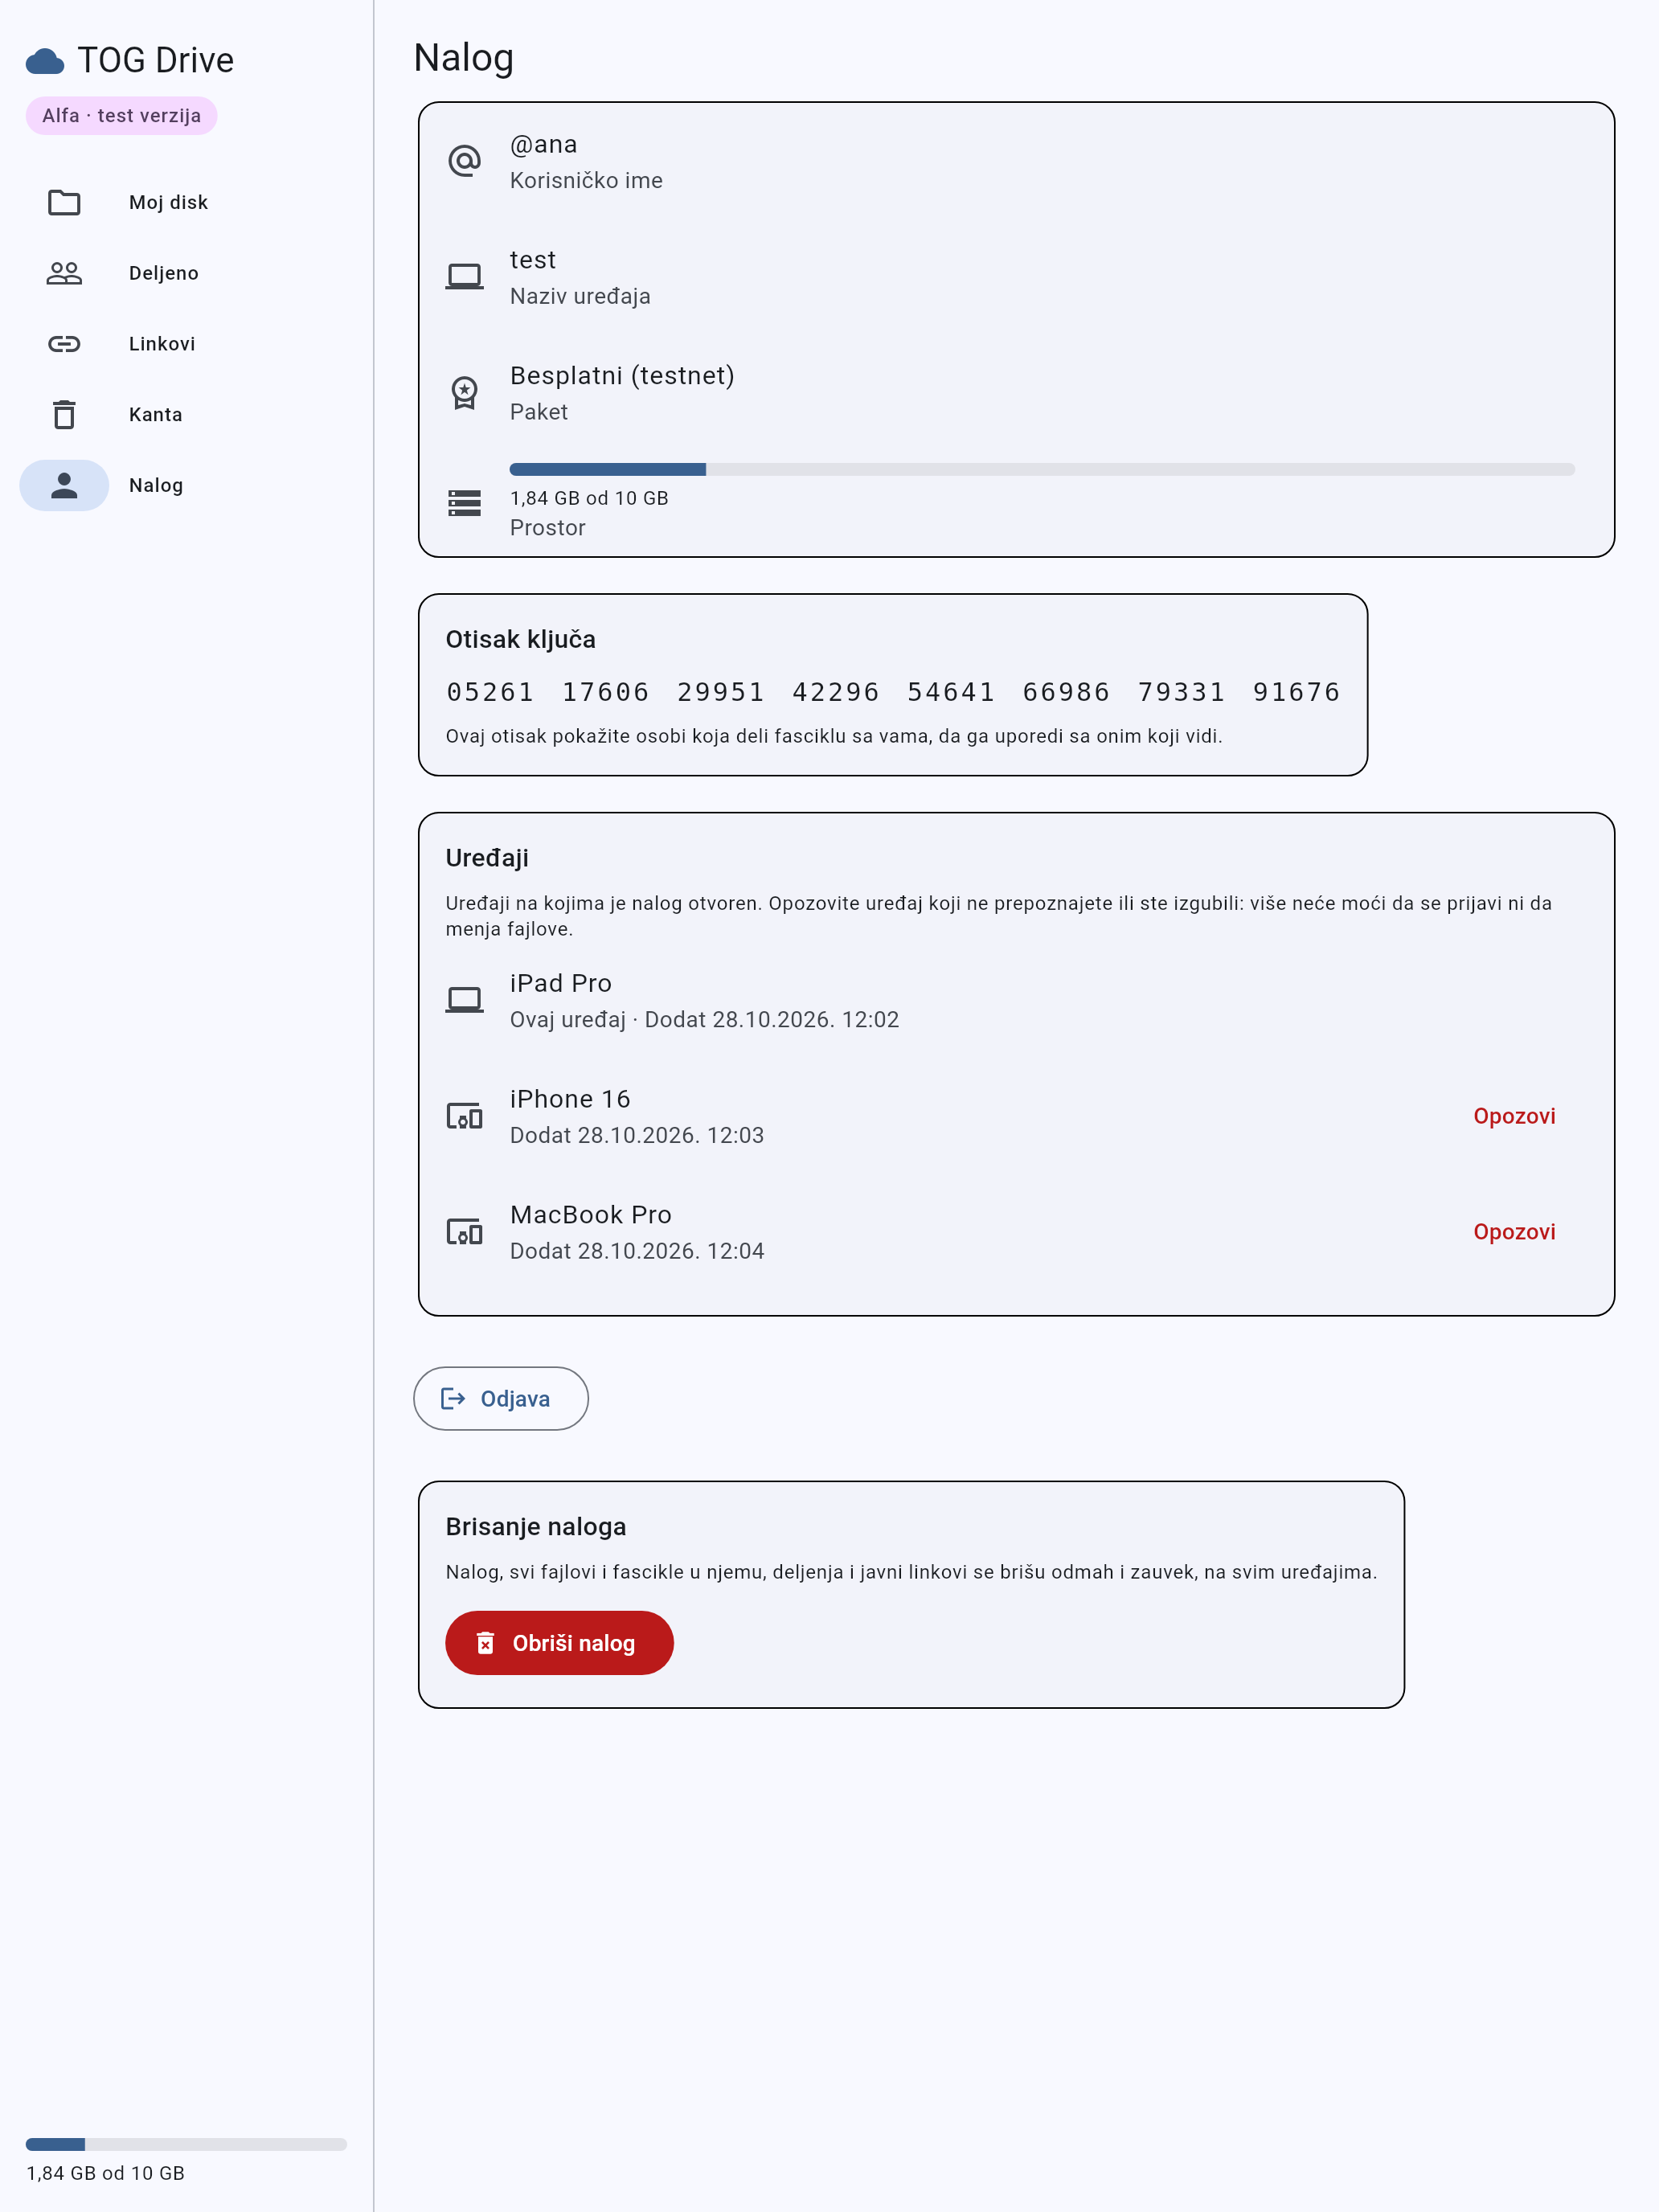 TOG Drive
Alfa · test verzija
Moj disk
Deljeno
Linkovi
Kanta
Nalog
1,84 GB od 10 GB
Nalog
@ana
Korisničko ime
test
Naziv uređaja
Besplatni (testnet)
Paket
1,84 GB od 10 GB
Prostor
Otisak ključa
05261 17606 29951 42296 54641 66986 79331 91676
Ovaj otisak pokažite osobi koja deli fasciklu sa vama, da ga uporedi sa onim koji vidi.
Uređaji
Uređaji na kojima je nalog otvoren. Opozovite uređaj koji ne prepoznajete ili ste izgubili: više neće moći da se prijavi ni da
menja fajlove.
iPad Pro
Ovaj uređaj · Dodat 28.10.2026. 12:02
iPhone 16
Dodat 28.10.2026. 12:03
Opozovi
MacBook Pro
Dodat 28.10.2026. 12:04
Opozovi
Odjava
Brisanje naloga
Nalog, svi fajlovi i fascikle u njemu, deljenja i javni linkovi se brišu odmah i zauvek, na svim uređajima.
Obriši nalog